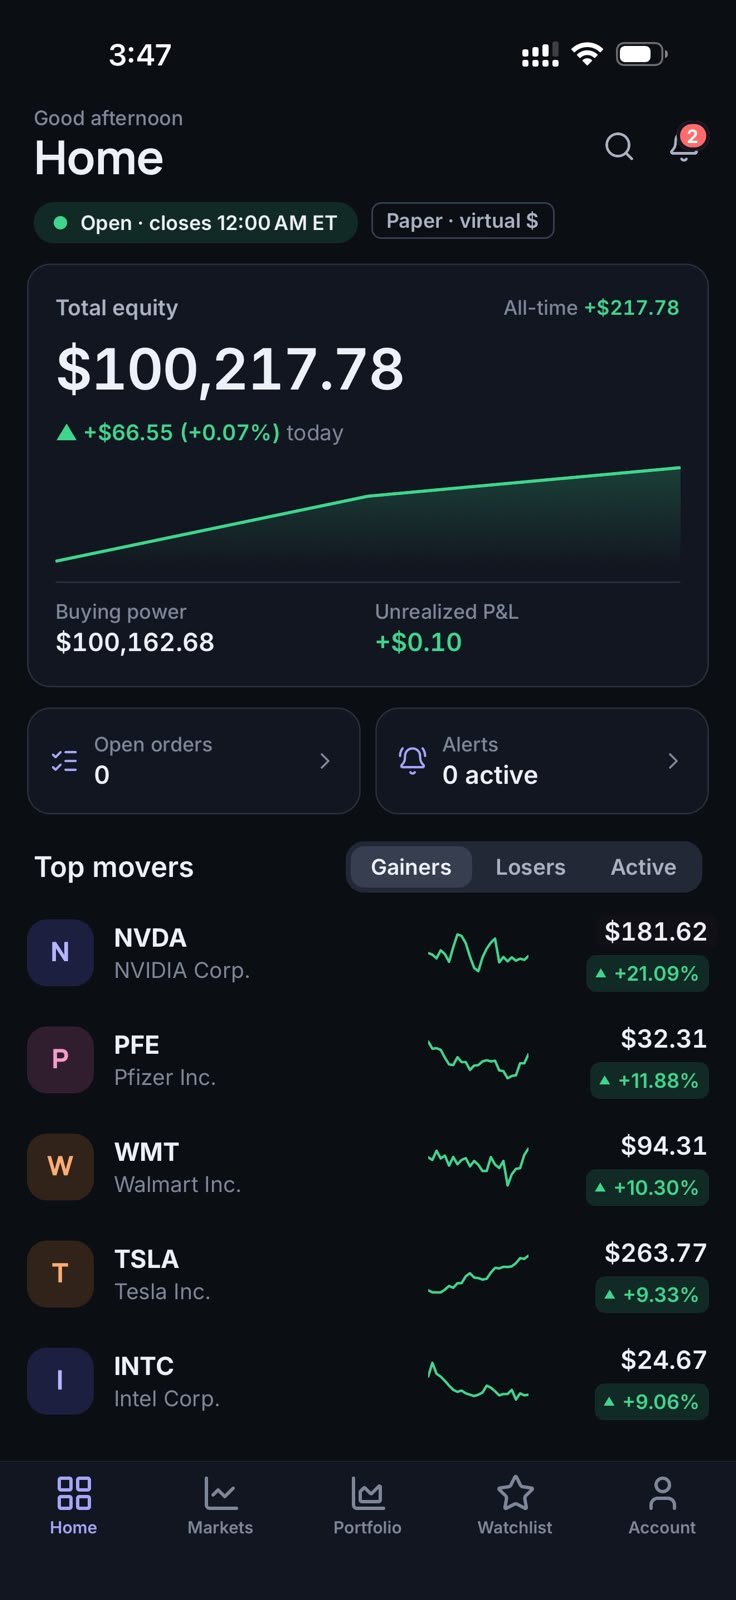 3:47
Good afternoon
Home
2
Open · closes 12:00 AM ET
Paper · virtual $
Total equity
All-time +$217.78
$100,217.78
▲ +$66.55 (+0.07%) today
Buying power
Unrealized P&L
$100,162.68
+$0.10
Open orders
0
Alerts
0 active
Top movers
Gainers
Losers
Active
N
NVDA
NVIDIA Corp.
$181.62
▲ +21.09%
P
PFE
Pfizer Inc.
$32.31
▲ +11.88%
W
WMT
Walmart Inc.
$94.31
▲ +10.30%
T
TSLA
Tesla Inc.
$263.77
▲ +9.33%
I
INTC
Intel Corp.
$24.67
▲ +9.06%
Home
Markets
Portfolio
Watchlist
Account